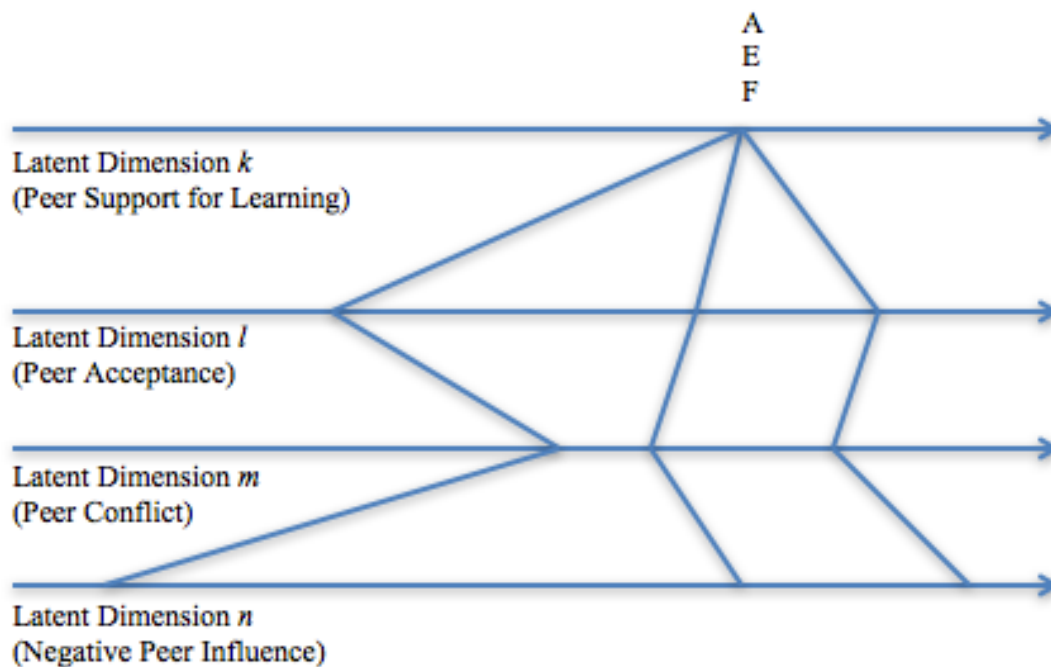 A
E
F
Latent Dimension k
(Peer Support for Learning)
Latent Dimension l
(Peer Acceptance)
Latent Dimension m
(Peer Conflict)
Latent Dimension n
(Negative Peer Influence)